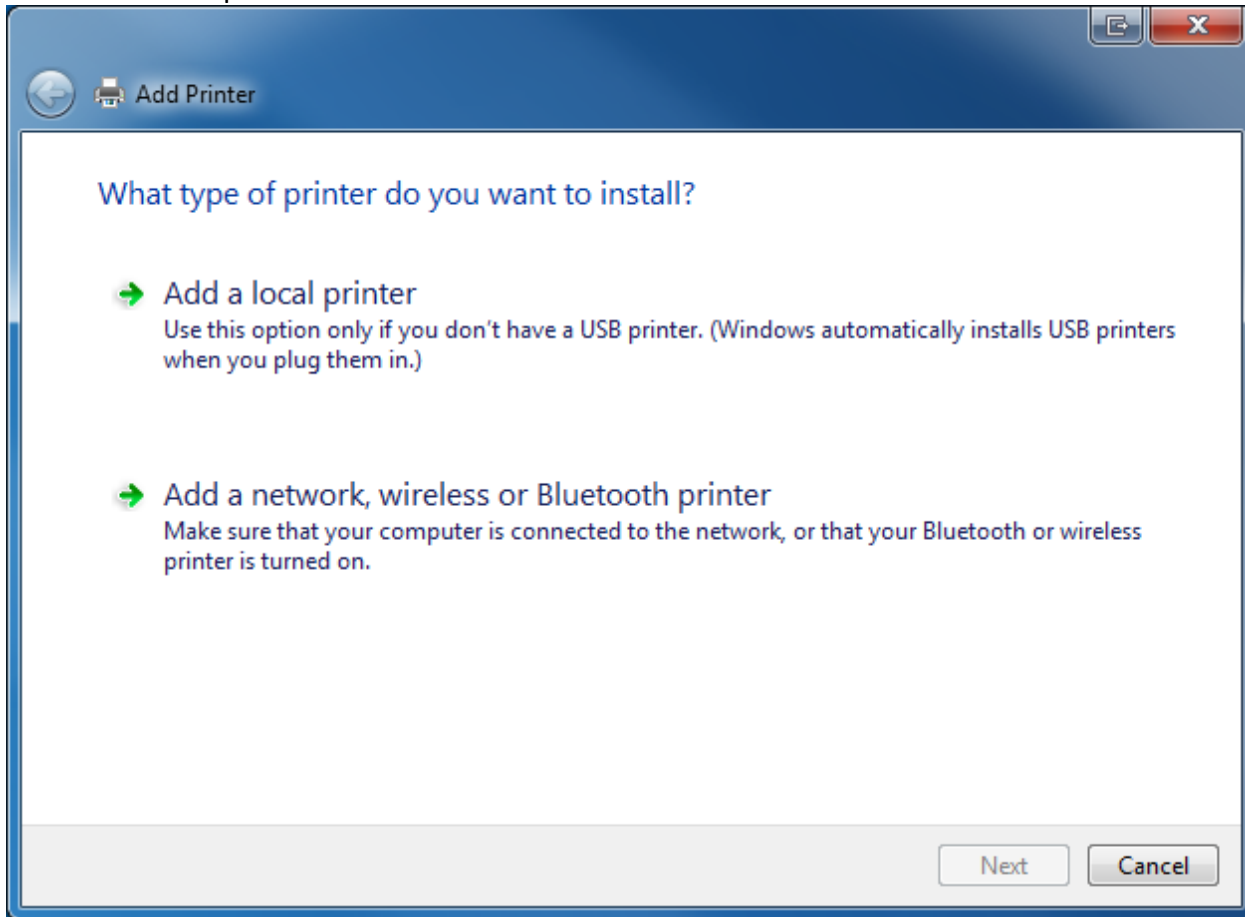 Add Printer
What type of printer do you want to install?
Add a local printer
Use this option only if you don't have a USB printer. (Windows automatically installs USB printers
when you plug them in.)
Add a network, wireless or Bluetooth printer
Make sure that your computer is connected to the network, or that your Bluetooth or wireless
printer is turned on.
Next
Cancel